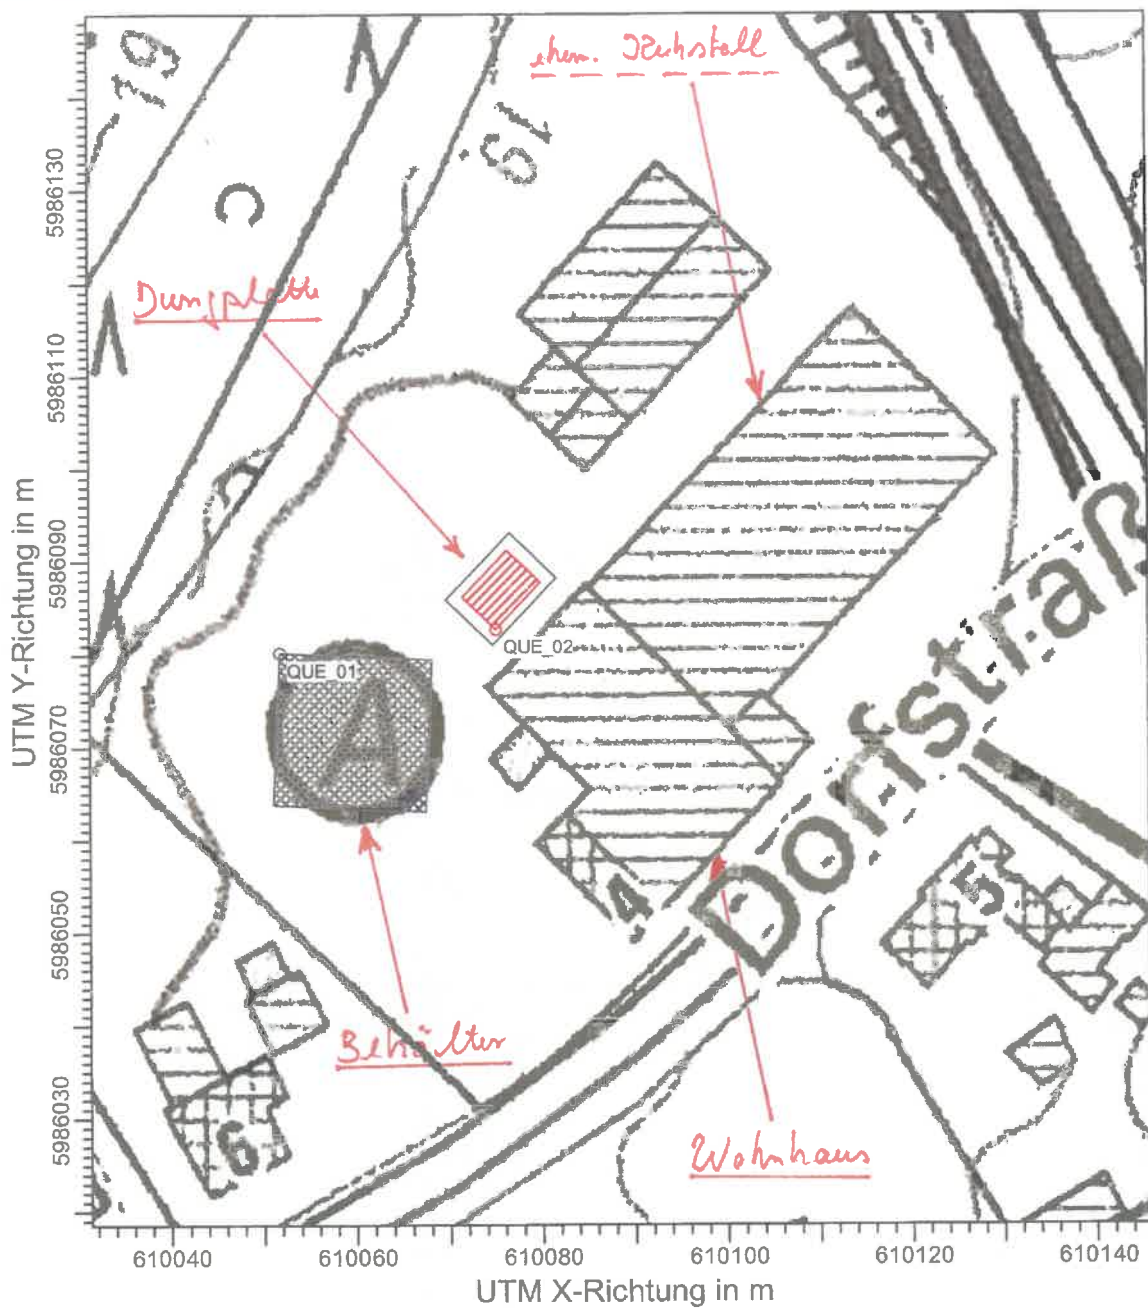 19
19
ehem. Kuhstall
C
Dungplatte
QUE_02
QUE_01
A
Dorfstraß
4
5
6
Behälter
Wohnhaus
5986130
5986110
5986090
5986070
5986050
5986030
UTM Y-Richtung in m
610040
610060
610080
610100
610120
610140
UTM X-Richtung in m